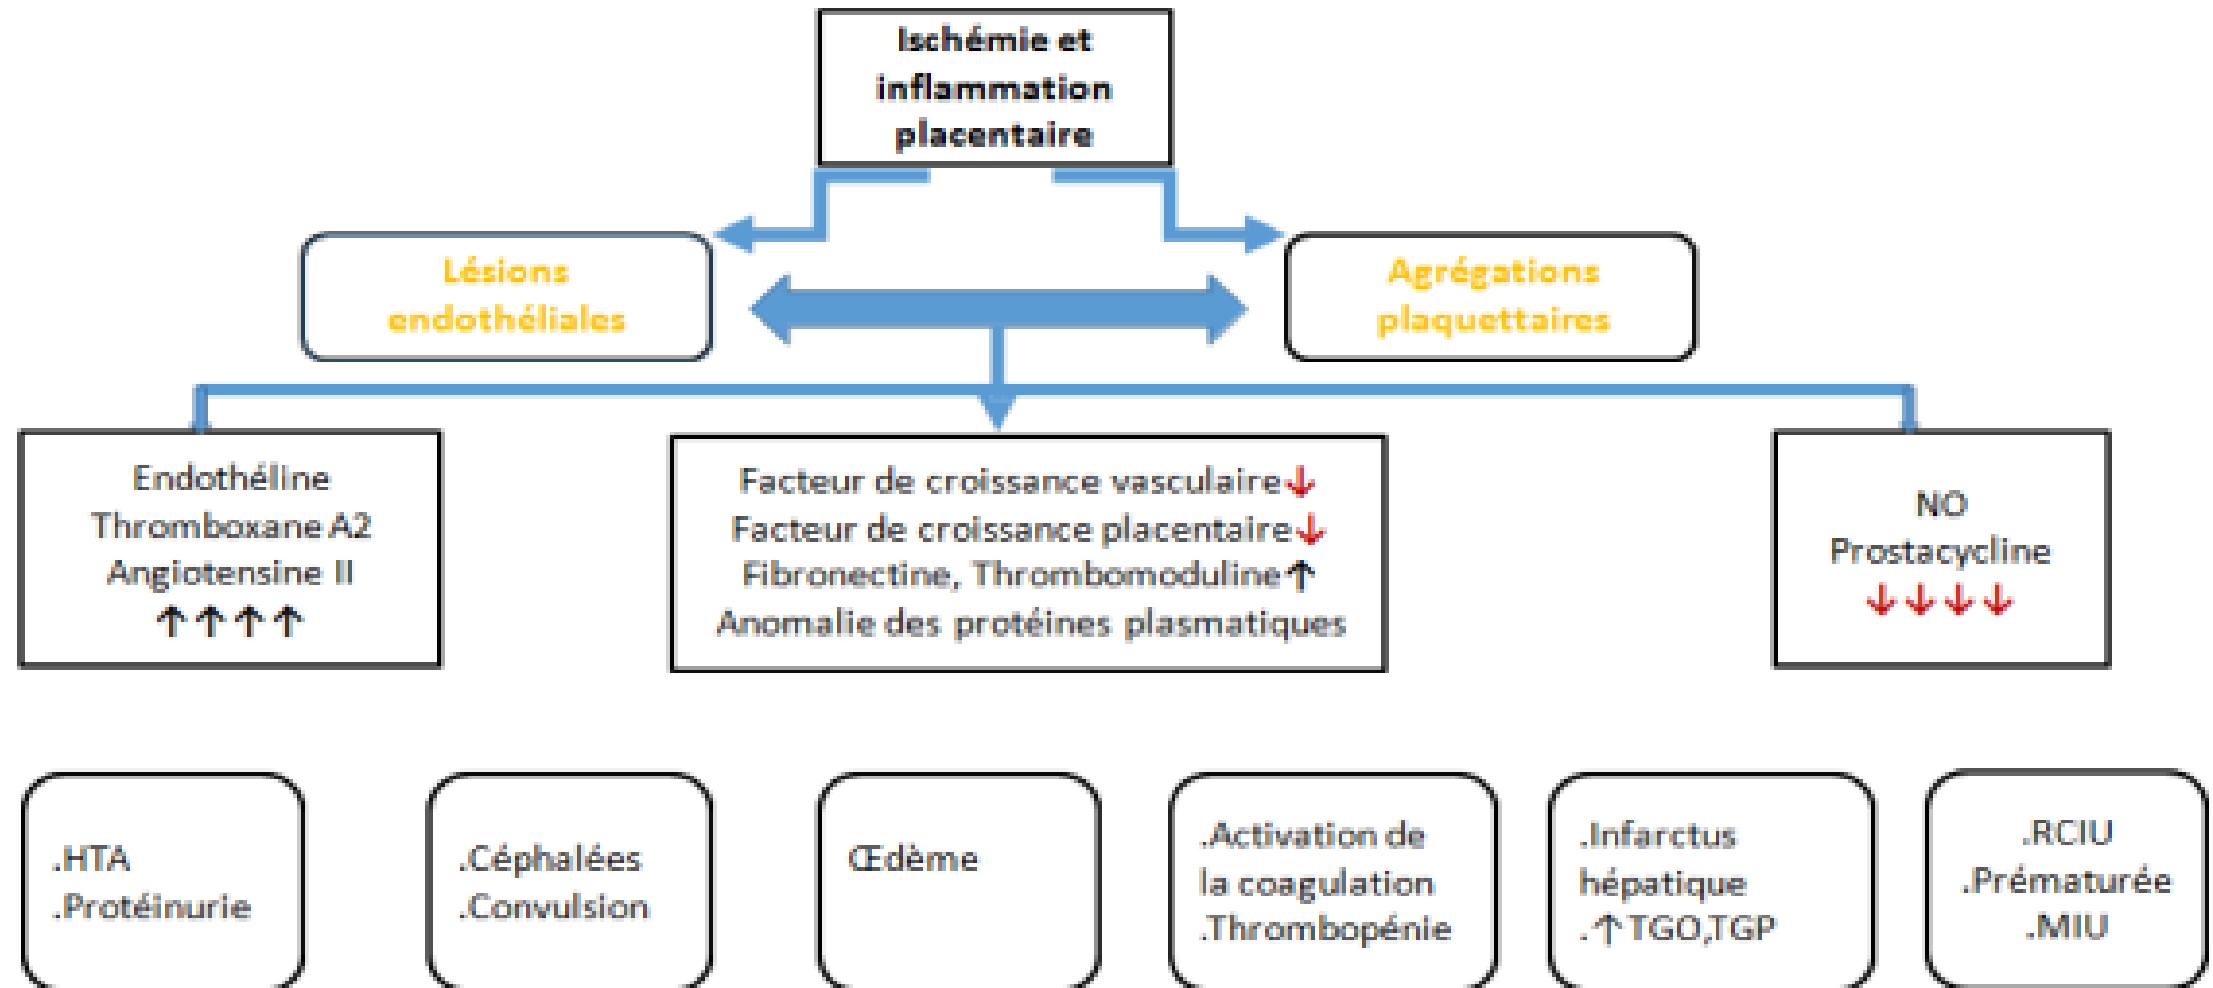 Ischémie et
inflammation
placentaire
Lésions
endothéliales
Agrégations
plaquettaires
Endothéline
Thromboxane A2
Angiotensine II
↑↑↑↑
Facteur de croissance vasculaire↓
Facteur de croissance placentaire↓
Fibronectine, Thrombomoduline↑
Anomalie des protéines plasmatiques
NO
Prostacycline
↓↓↓↓
.HTA
.Protéinurie
.Céphalées
.Convulsion
Œdème
.Activation de
la coagulation
.Thrombopénie
.Infarctus
hépatique
.↑TGO,TGP
.RCIU
.Prématurée
.MIU